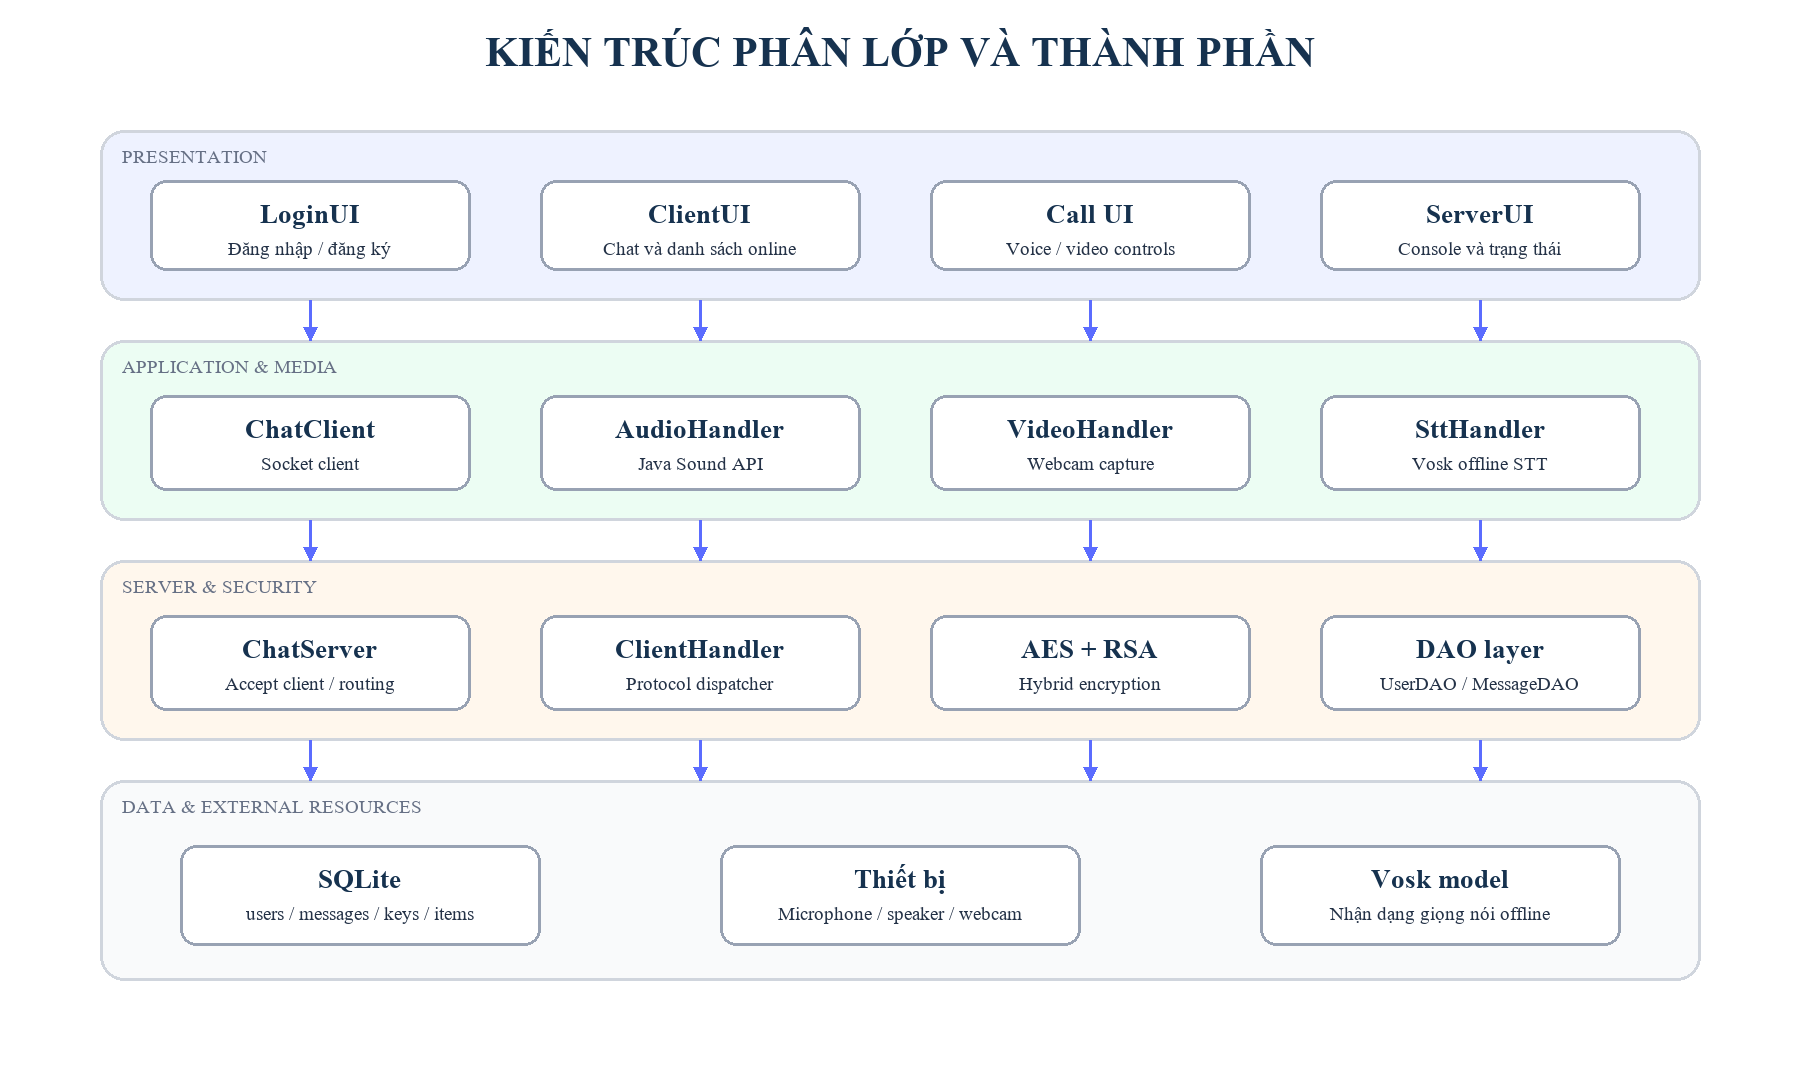 KIẾN TRÚC PHÂN LỚP VÀ THÀNH PHẦN
PRESENTATION
LoginUI
Đăng nhập / đăng ký
ClientUI
Chat và danh sách online
Call UI
Voice / video controls
ServerUI
Console và trạng thái
APPLICATION & MEDIA
ChatClient
Socket client
AudioHandler
Java Sound API
VideoHandler
Webcam capture
SttHandler
Vosk offline STT
SERVER & SECURITY
ChatServer
Accept client / routing
ClientHandler
Protocol dispatcher
AES + RSA
Hybrid encryption
DAO layer
UserDAO / MessageDAO
DATA & EXTERNAL RESOURCES
SQLite
users / messages / keys / items
Thiết bị
Microphone / speaker / webcam
Vosk model
Nhận dạng giọng nói offline